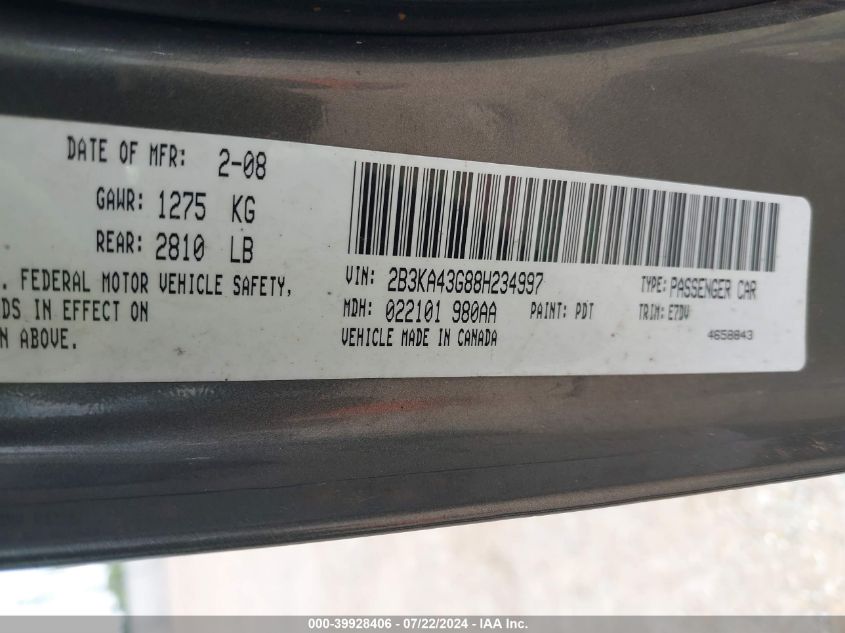 DATE OF MFR: 2-08
GAWR: 1275 KG
REAR: 2810 LB
. FEDERAL MOTOR VEHICLE SAFETY,
DS IN EFFECT ON
N ABOVE.
VIN: 2B3KA43G88H234997
TYPE: PASSENGER CAR
MDH: 022101 980AA
PAINT: PDT
TRIM: E7DV
VEHICLE MADE IN CANADA
4658843
000-39928406 - 07/22/2024 - IAA Inc.